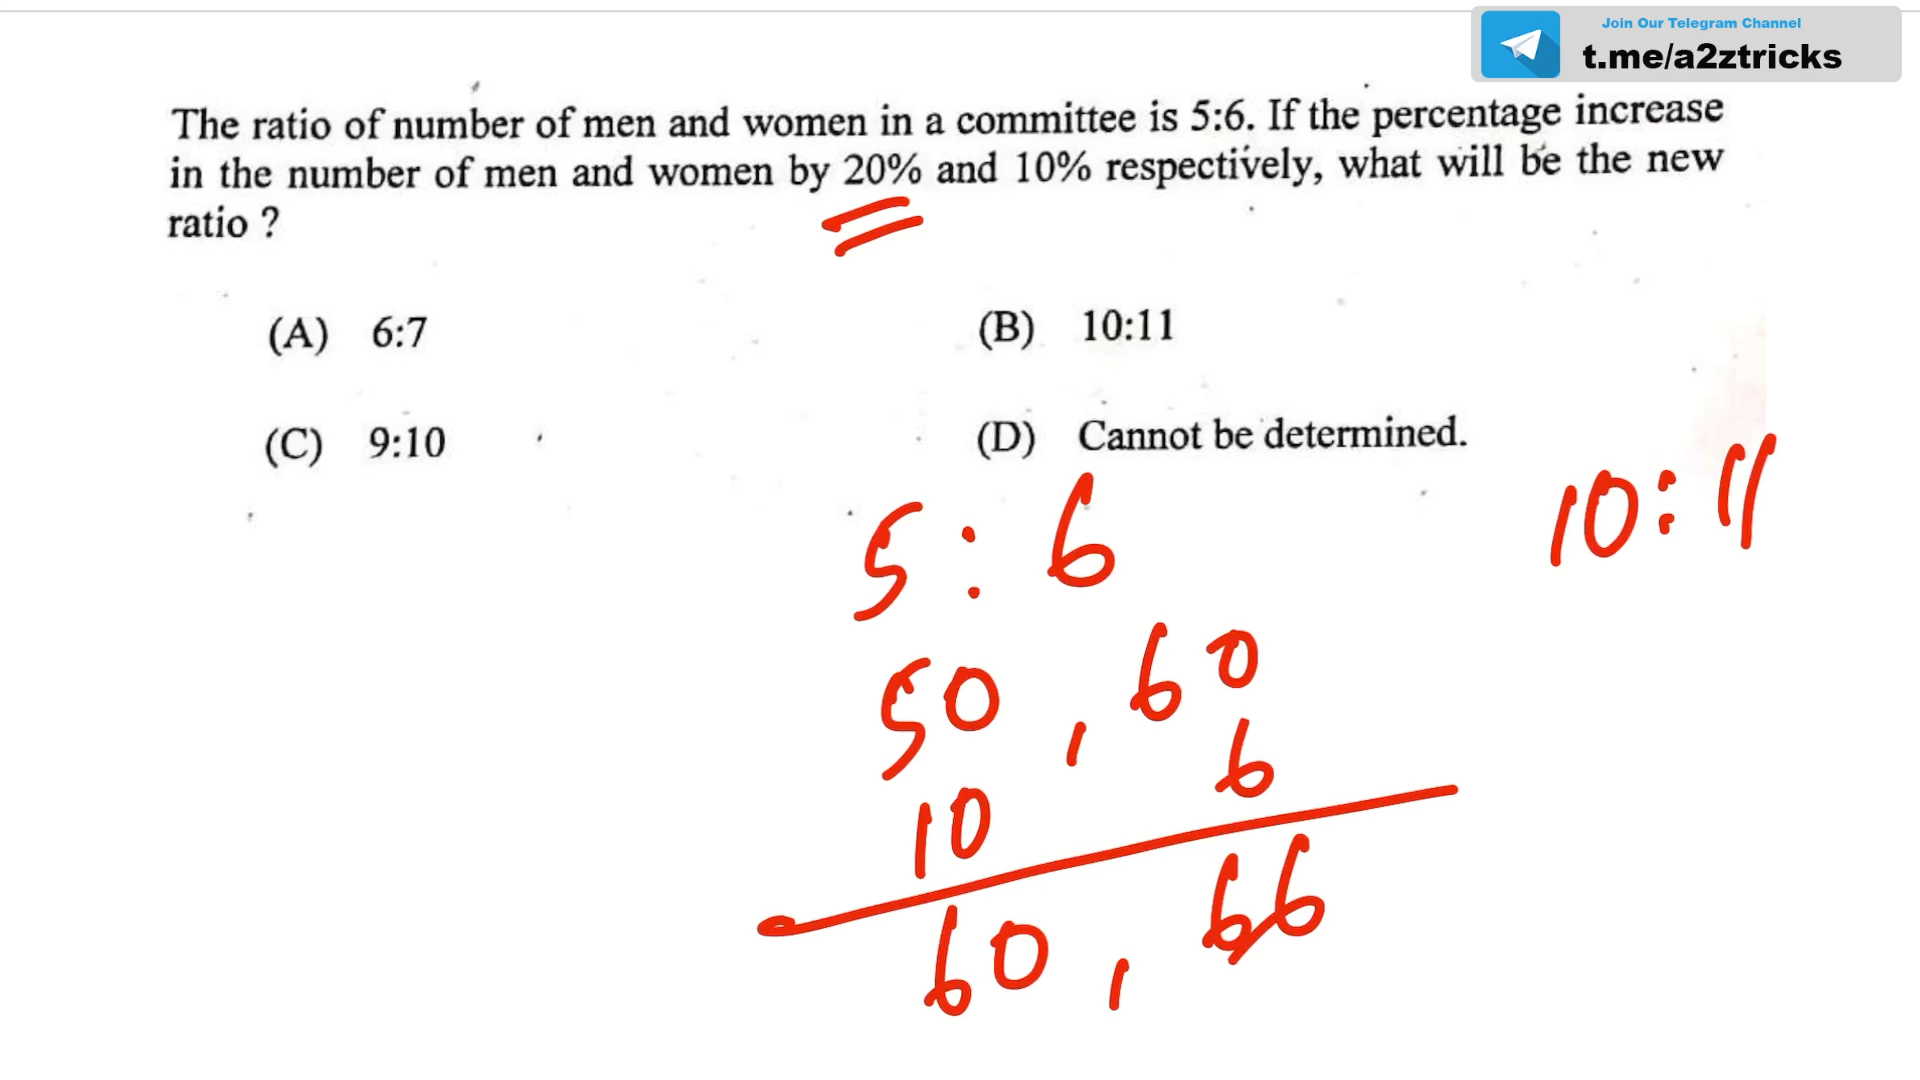 Join Our Telegram Channel
t.me/a2ztricks
The ratio of number of men and women in a committee is 5:6. If the percentage increase
in the number of men and women by 20% and 10% respectively, what will be the new
ratio ?
(A) 6:7
(B) 10:11
(C) 9:10
(D) Cannot be determined.
5 : 6
10 : 11
50 , 60
10 6
60 , 66